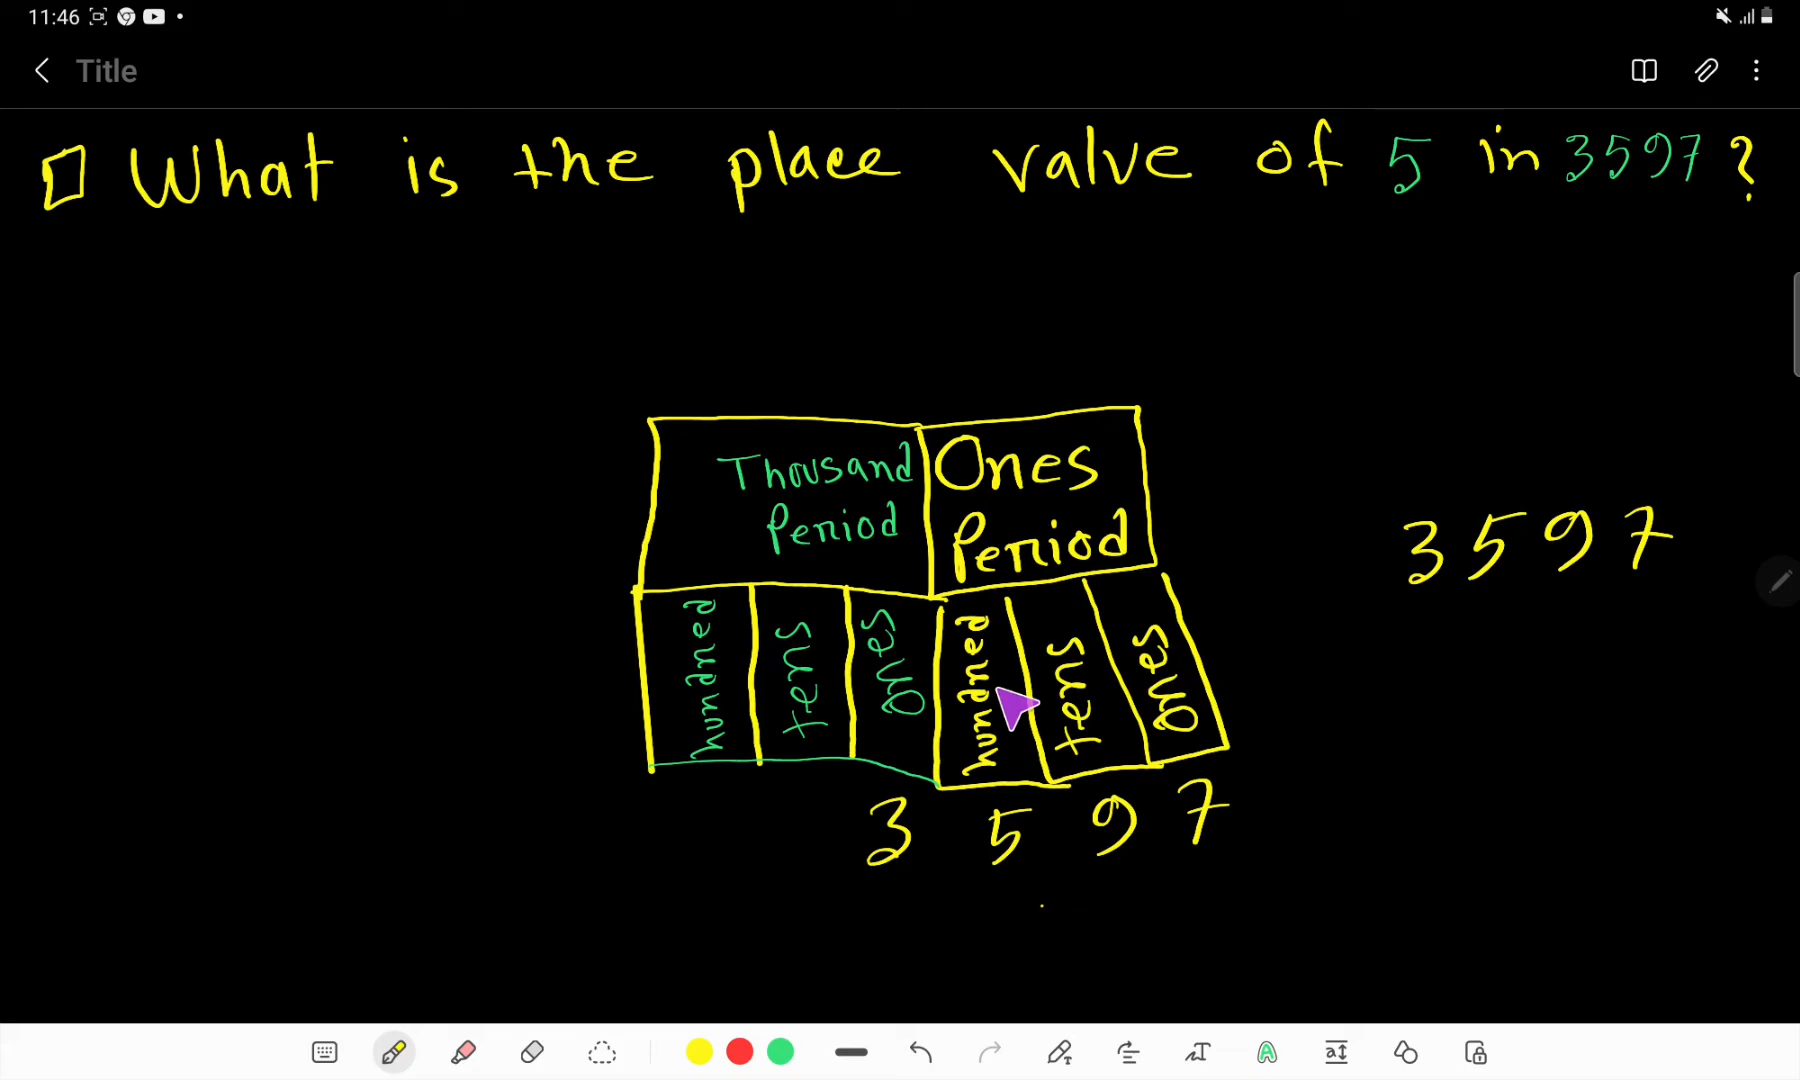 11:46
Title
What is the place value of 5 in 3597?
Thousand Ones
Period Period
3597
hundred tens Ones hundred tens Ones
3 5 9 7